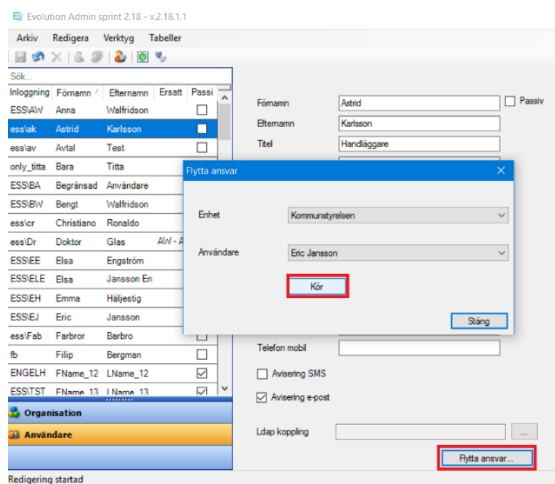 Evolution Admin sprint 2.18 - v.2.18.1.1
Arkiv Redigera Verktyg Tabeller
Sök...
Inloggning Förnamn Efternamn Ersatt Passi
ESS\AW Anna Walfridson
ess\ak Astrid Karlsson
ess\av Avtal Test
only_titta Bara Titta
ESS\BA Begränsad Användare
ESS\BW Bengt Walfridson
ess\cr Christiano Ronaldo
ess\Dr Doktor Glas AW - A
ESS\EE Elsa Engström
ESS\ELE Elsa Jansson En
ESS\EH Emma Häljestig
ESS\EJ Eric Jansson
ess\Fab Farbror Barbro
fb Filip Bergman
ENGELH FName_12 LName_12
ESS\TST FName_13 LName_13
Organisation
Användare
Redigering startad
Förnamn Astrid Passiv
Efternamn Karlsson
Titel Handläggare
Flytta ansvar
Enhet Kommunstyrelsen
Användare Eric Jansson
Kör
Stäng
Telefon mobil
Avisering SMS
Avisering e-post
Ldap koppling ...
Flytta ansvar...